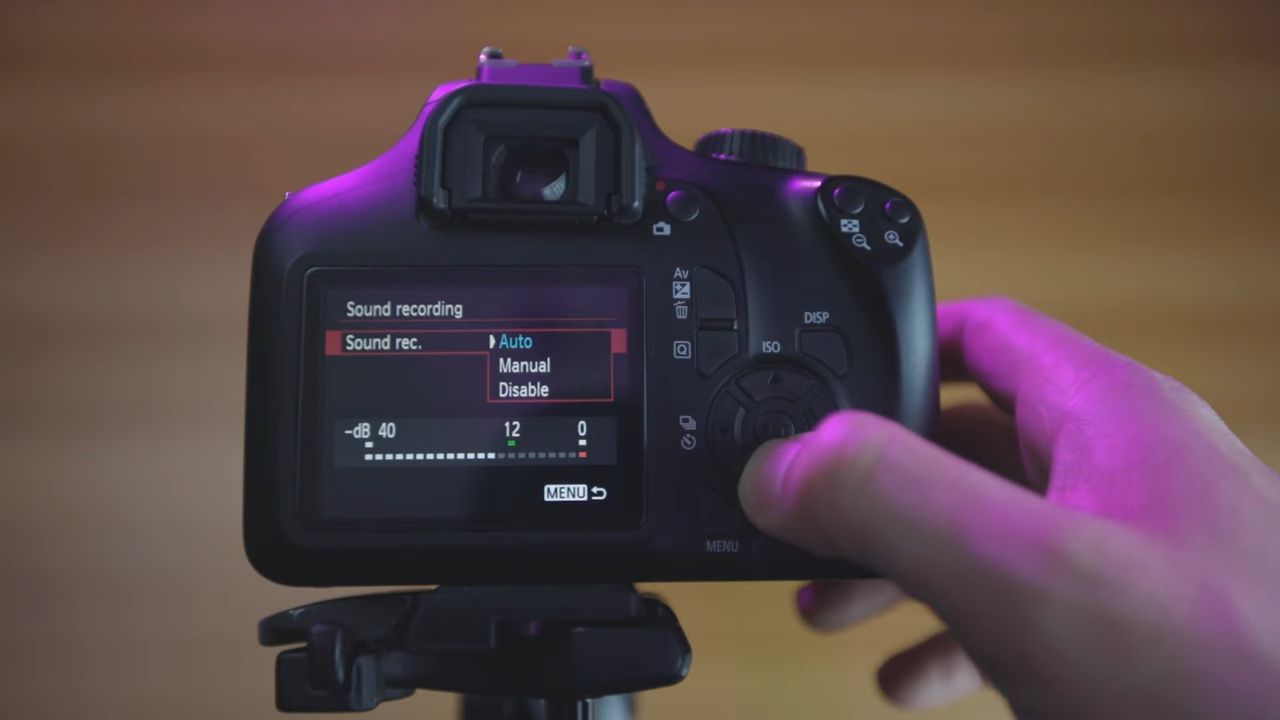 Sound recording
Sound rec. Auto
Manual
Disable
-dB 40 12 0
MENU
Av
Q
DISP
ISO
MENU